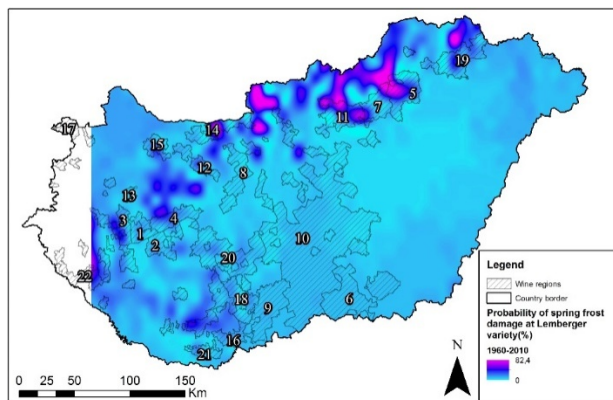 17
14
15
12
13
8
3
4
1
2
20
10
22
18
9
6
16
21
11
7
5
19
N
Legend
Wine regions
Country border
Probability of spring frost
damage at Lemberger
variety(%)
1960-2010
82,4
0
0 25 50 100 150
Km